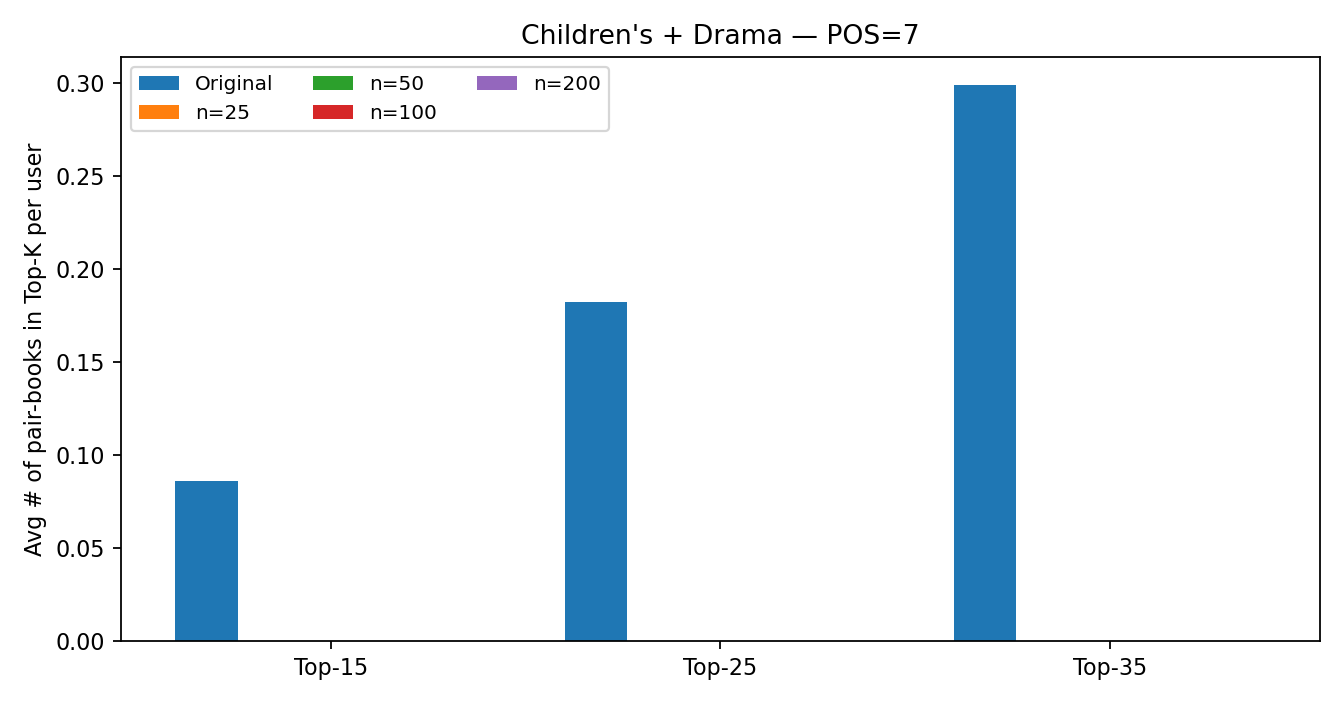 Children's + Drama — POS=7
Avg # of pair-books in Top-K per user
0.30
0.25
0.20
0.15
0.10
0.05
0.00
Original
n=25
n=50
n=100
n=200
Top-15
Top-25
Top-35